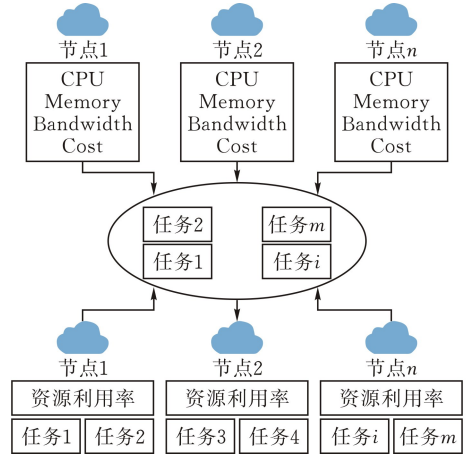 节点1 节点2 节点n
CPU CPU CPU
Memory Memory Memory
Bandwidth Bandwidth Bandwidth
Cost Cost Cost
任务2 任务m
任务1 任务i
节点1 节点2 节点n
资源利用率 资源利用率 资源利用率
任务1 任务2 任务3 任务4 任务i 任务m